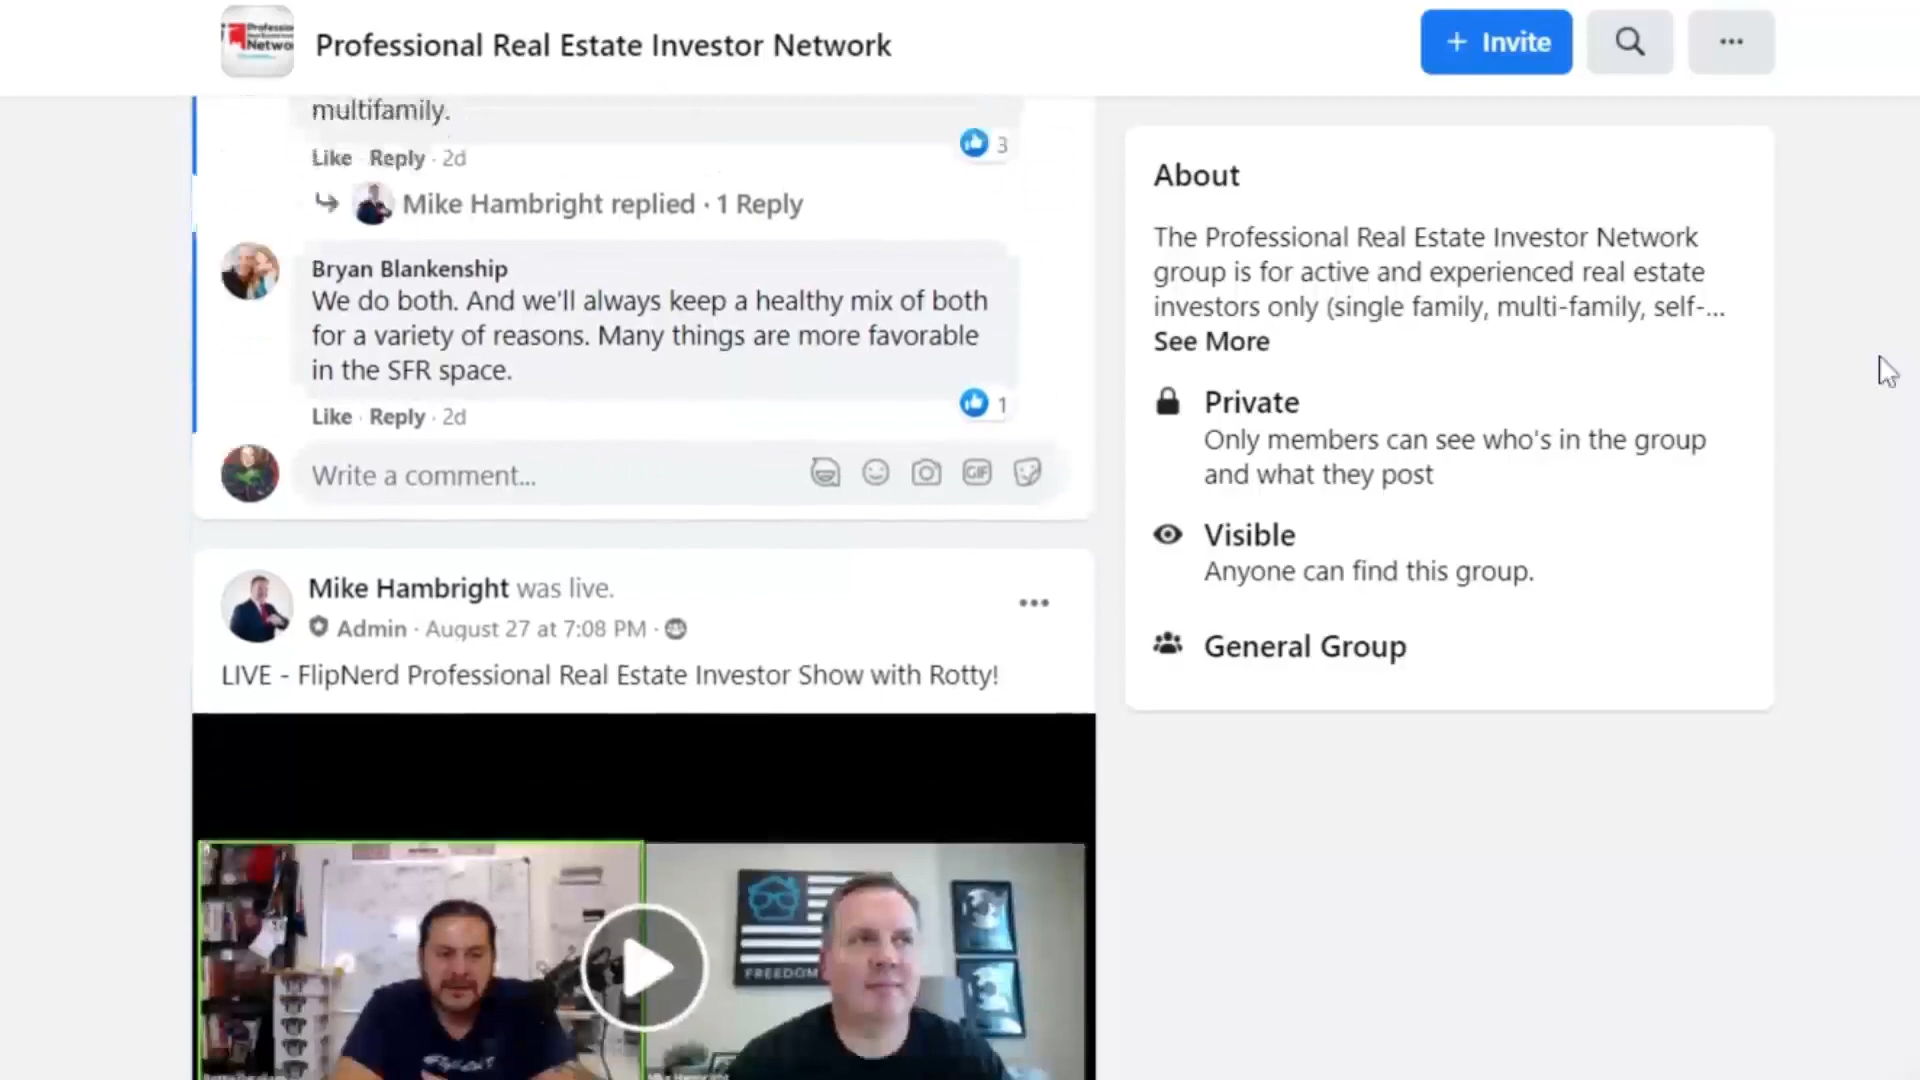 Professional Real Estate Investor Network
+ Invite
multifamily.
3
Like Reply · 2d
Mike Hambright replied · 1 Reply
Bryan Blankenship
We do both. And we'll always keep a healthy mix of both
for a variety of reasons. Many things are more favorable
in the SFR space.
1
Like · Reply · 2d
Write a comment...
GIF
Mike Hambright was live.
Admin · August 27 at 7:08 PM ·
LIVE - FlipNerd Professional Real Estate Investor Show with Rotty!
FREEDOM
About
The Professional Real Estate Investor Network
group is for active and experienced real estate
investors only (single family, multi-family, self-...
See More
Private
Only members can see who's in the group
and what they post
Visible
Anyone can find this group.
General Group